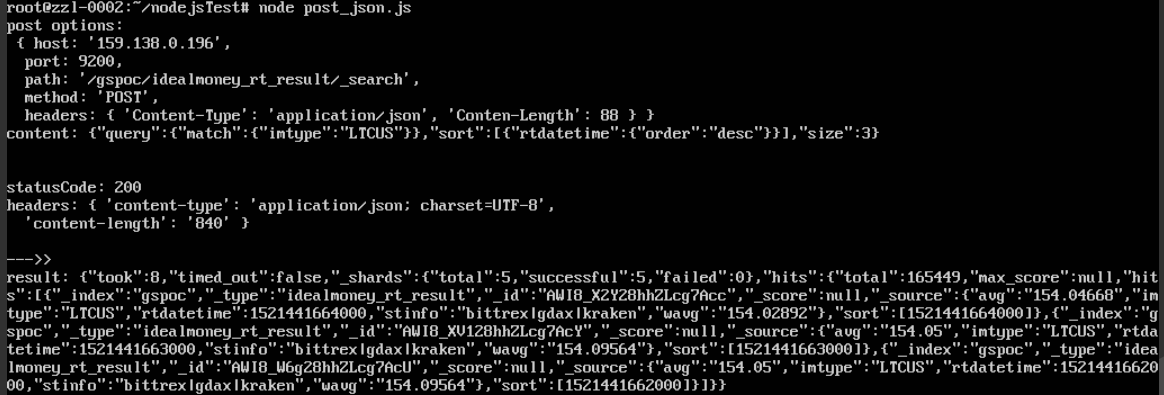 root@zzl-0002:~/nodejsTest# node post_json.js
post options:
{ host: '159.138.0.196',
port: 9200,
path: '/gspoc/idealmoney_rt_result/_search',
method: 'POST',
headers: { 'Content-Type': 'application/json', 'Conten-Length': 88 } }
content: {"query":{"match":{"imtype":"LTCUS"}},"sort":[{"rtdatetime":{"order":"desc"}}],"size":3}
statusCode: 200
headers: { 'content-type': 'application/json; charset=UTF-8',
'content-length': '840' }
--->>
result: {"took":8,"timed_out":false,"_shards":{"total":5,"successful":5,"failed":0},"hits":{"total":165449,"max_score":null,"hit
s":[{"_index":"gspoc","_type":"idealmoney_rt_result","_id":"AWI8_X2Y28hhZLcg7Acc","_score":null,"_source":{"avg":"154.04668","im
type":"LTCUS","rtdatetime":1521441664000,"stinfo":"bittrex|gdax|kraken","wavg":"154.02892"},"sort":[1521441664000]},{"_index":"g
spoc","_type":"idealmoney_rt_result","_id":"AWI8_XV128hhZLcg7AcY","_score":null,"_source":{"avg":"154.05","imtype":"LTCUS","rtda
tetime":1521441663000,"stinfo":"bittrex|gdax|kraken","wavg":"154.09564"},"sort":[1521441663000]},{"_index":"gspoc","_type":"idea
lmoney_rt_result","_id":"AWI8_W6g28hhZLcg7AcU","_score":null,"_source":{"avg":"154.05","imtype":"LTCUS","rtdatetime":15214416620
00,"stinfo":"bittrex|gdax|kraken","wavg":"154.09564"},"sort":[1521441662000]}]}}